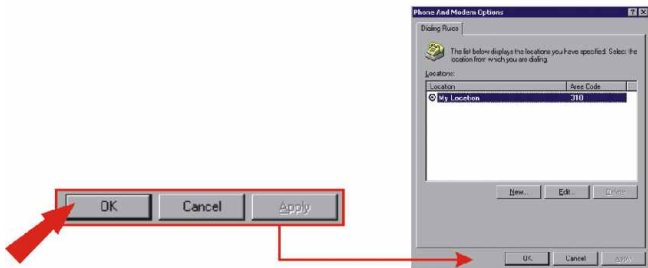 Phone And Modem Options
Dialing Rules
The list below displays the locations you have specified. Select the
location from which you are dialing.
Locations:
Location Area Code
My Location 310
New... Edit... Delete
OK Cancel Apply
OK Cancel Apply